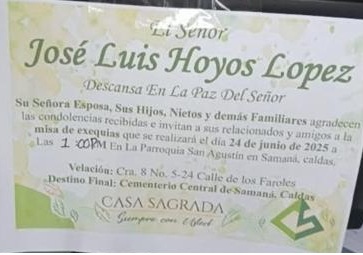 El Señor
José Luis Hoyos Lopez
Descansa En La Paz Del Señor
Su Señora Esposa, Sus Hijos, Nietos y demás Familiares agradecen
las condolencias recibidas e invitan a sus relacionados y amigos a la
misa de exequias que se realizará el día 24 de junio de 2025 a
Las 1:00PM En La Parroquia San Agustín en Samaná, caldas.
Velación: Cra. 8 No. 5-24 Calle de los Faroles
Destino Final: Cementerio Central de Samaná, Caldas
CASA SAGRADA
Siempre con Usted